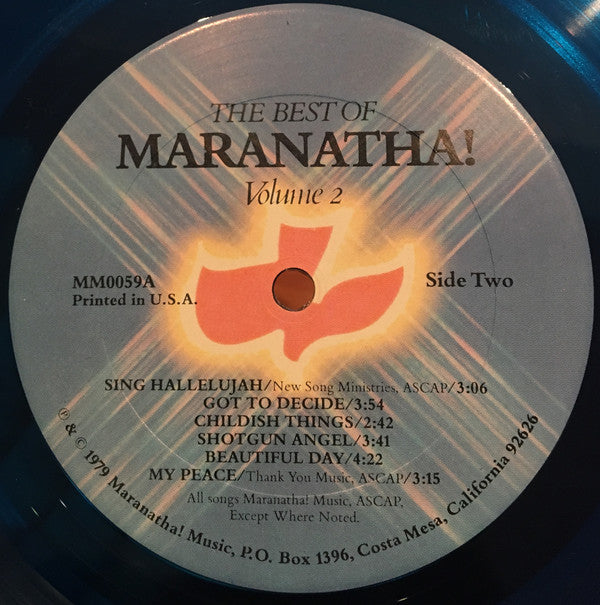 THE BEST OF
MARANATHA!
Volume 2
MM0059A
Printed in U.S.A.
Side Two
SING HALLELUJAH/New Song Ministries, ASCAP/3:06
GOT TO DECIDE/3:54
CHILDISH THINGS/2:42
SHOTGUN ANGEL/3:41
BEAUTIFUL DAY/4:22
MY PEACE/Thank You Music, ASCAP/3:15
All songs Maranatha! Music, ASCAP,
Except Where Noted.
℗ & © 1979 Maranatha! Music, P.O. Box 1396, Costa Mesa, California 92626